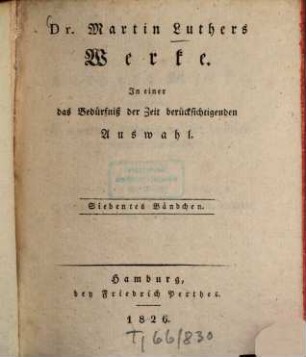 Dr. Martin Luthers
Werke.
In einer
das Bedürfniß der Zeit berücksichtigenden
Auswahl.
Siebentes Bändchen.
Hamburg,
bey Friedrich Perthes.
1826.
T, 66/830